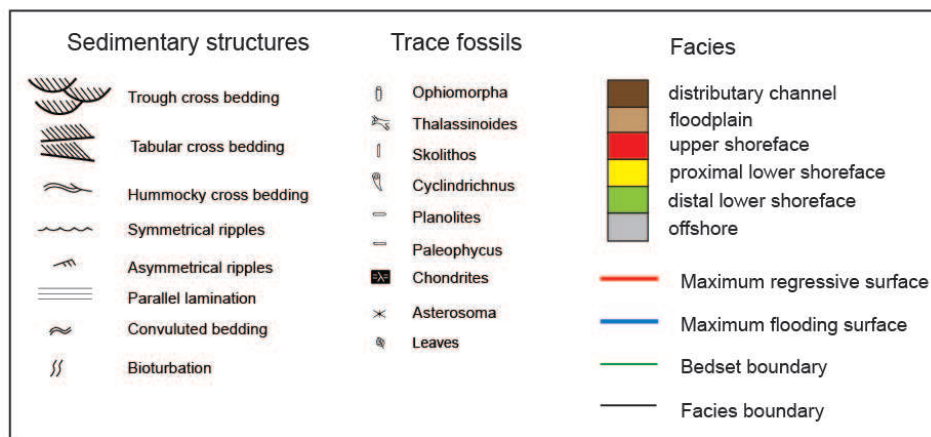 Sedimentary structures
Trough cross bedding
Tabular cross bedding
Hummocky cross bedding
Symmetrical ripples
Asymmetrical ripples
Parallel lamination
Convuluted bedding
Bioturbation
Trace fossils
Ophiomorpha
Thalassinoides
Skolithos
Cyclindrichnus
Planolites
Paleophycus
Chondrites
Asterosoma
Leaves
Facies
distributary channel
floodplain
upper shoreface
proximal lower shoreface
distal lower shoreface
offshore
Maximum regressive surface
Maximum flooding surface
Bedset boundary
Facies boundary